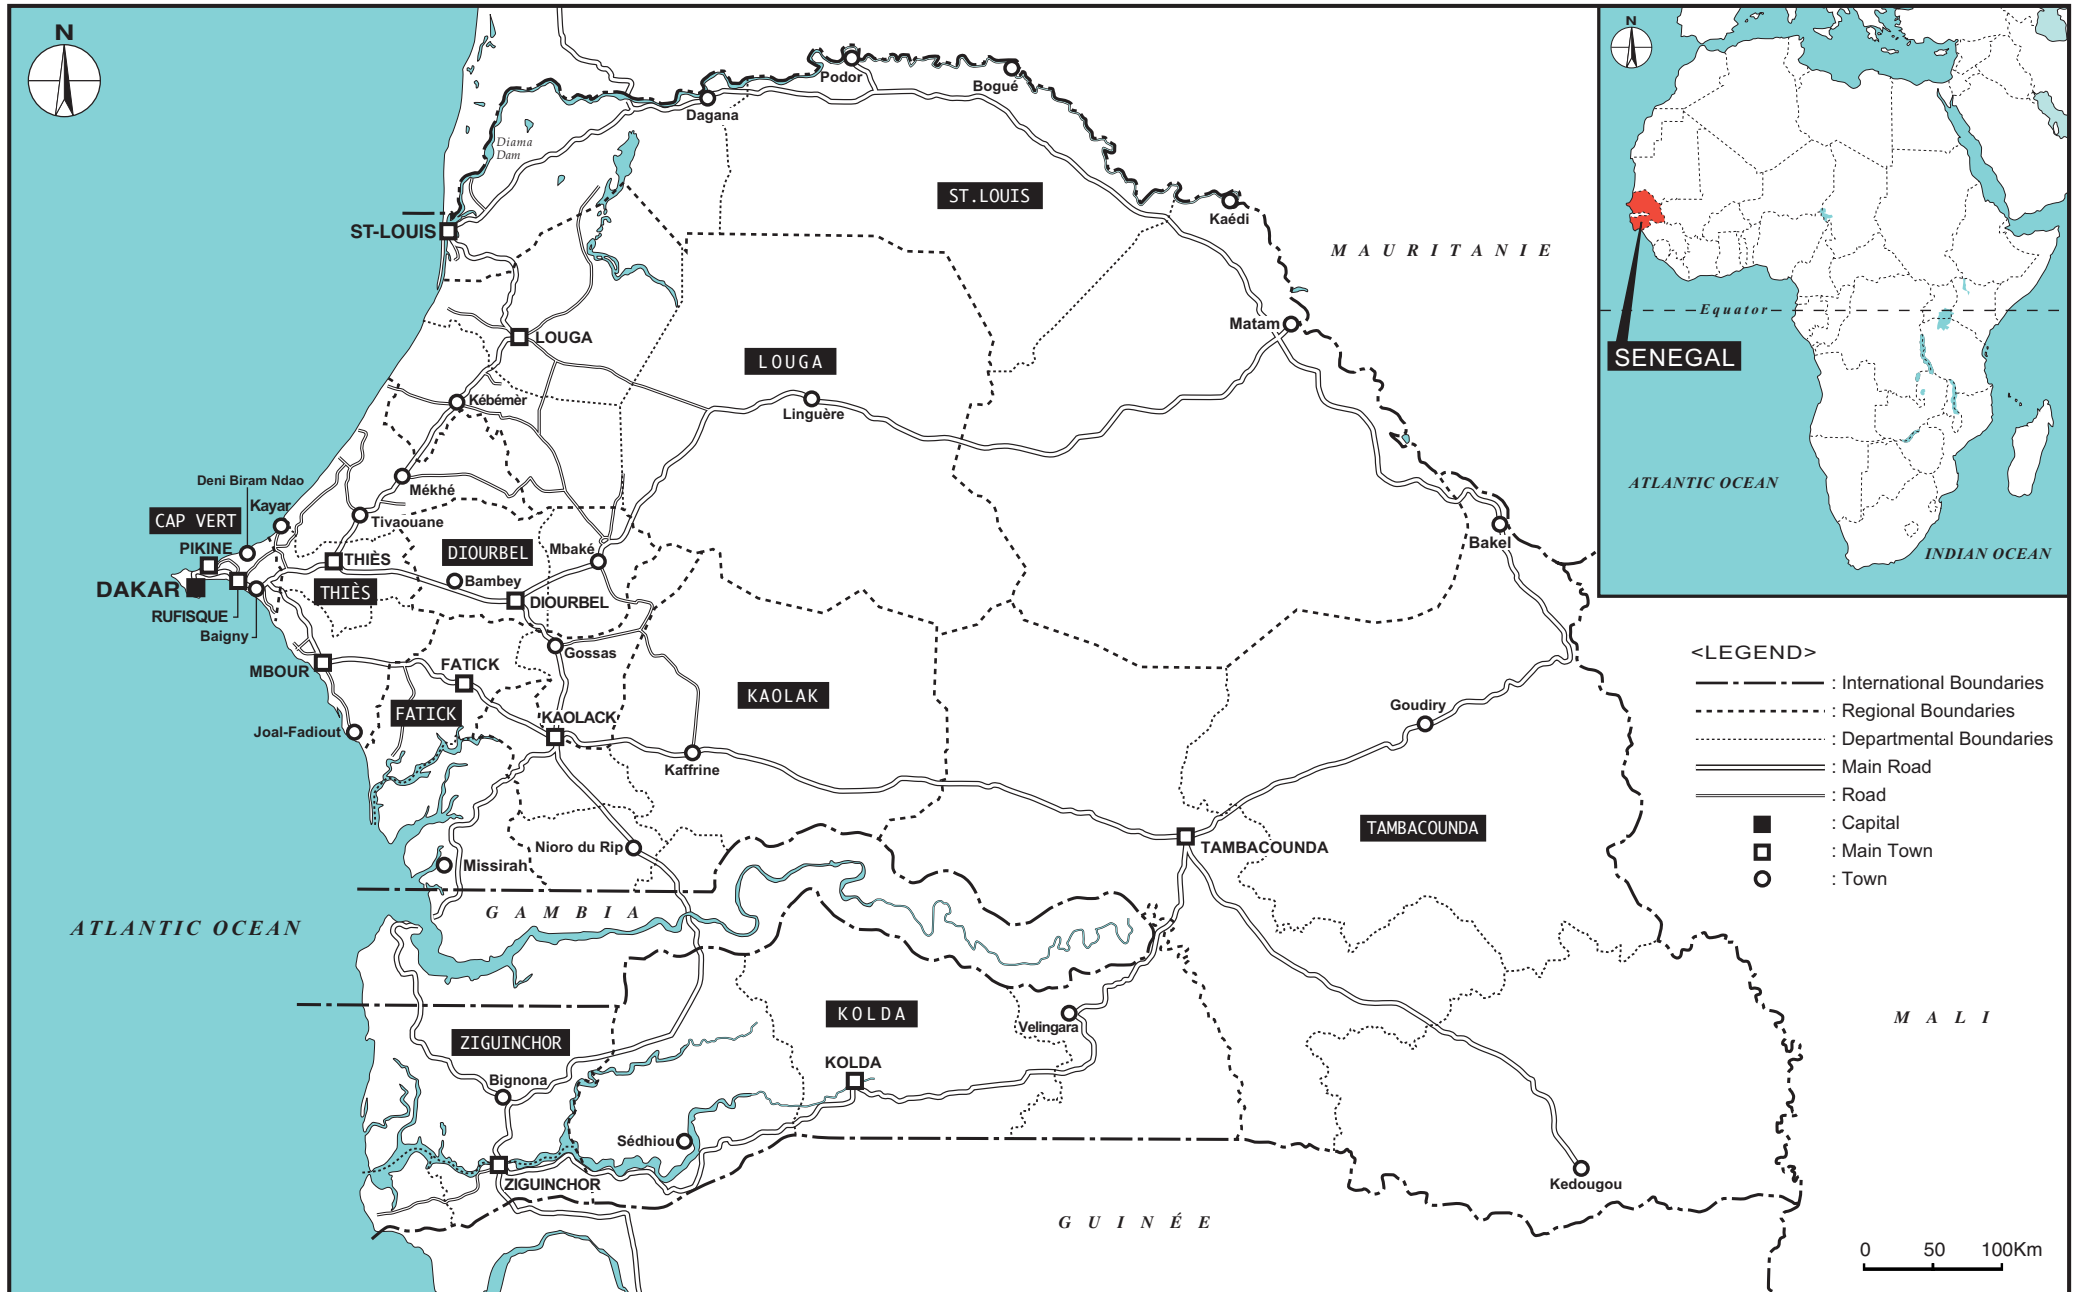 N
Podor
Bogué
Dagana
Diama
Dam
ST.LOUIS
ST-LOUIS
Kaédi
MAURITANIE
LOUGA
LOUGA
Matam
Kébémèr
Linguère
Deni Biram Ndao
Kayar
Mékhé
CAP VERT
Tivaouane
PIKINE
DIOURBEL
Mbaké
Bakel
THIÈS
DAKAR
THIÈS
Bambey
DIOURBEL
RUFISQUE
Baigny
Gossas
MBOUR
FATICK
KAOLAK
FATICK
KAOLACK
Goudiry
Joal-Fadiout
Kaffrine
TAMBACOUNDA
TAMBACOUNDA
Nioro du Rip
Missirah
GAMBIA
ATLANTIC OCEAN
KOLDA
Velingara
MALI
ZIGUINCHOR
KOLDA
Bignona
Sédhiou
ZIGUINCHOR
Kedougou
GUINÉE
N
Equator
SENEGAL
ATLANTIC OCEAN
INDIAN OCEAN
<LEGEND>
: International Boundaries
: Regional Boundaries
: Departmental Boundaries
: Main Road
: Road
: Capital
: Main Town
: Town
0 50 100Km